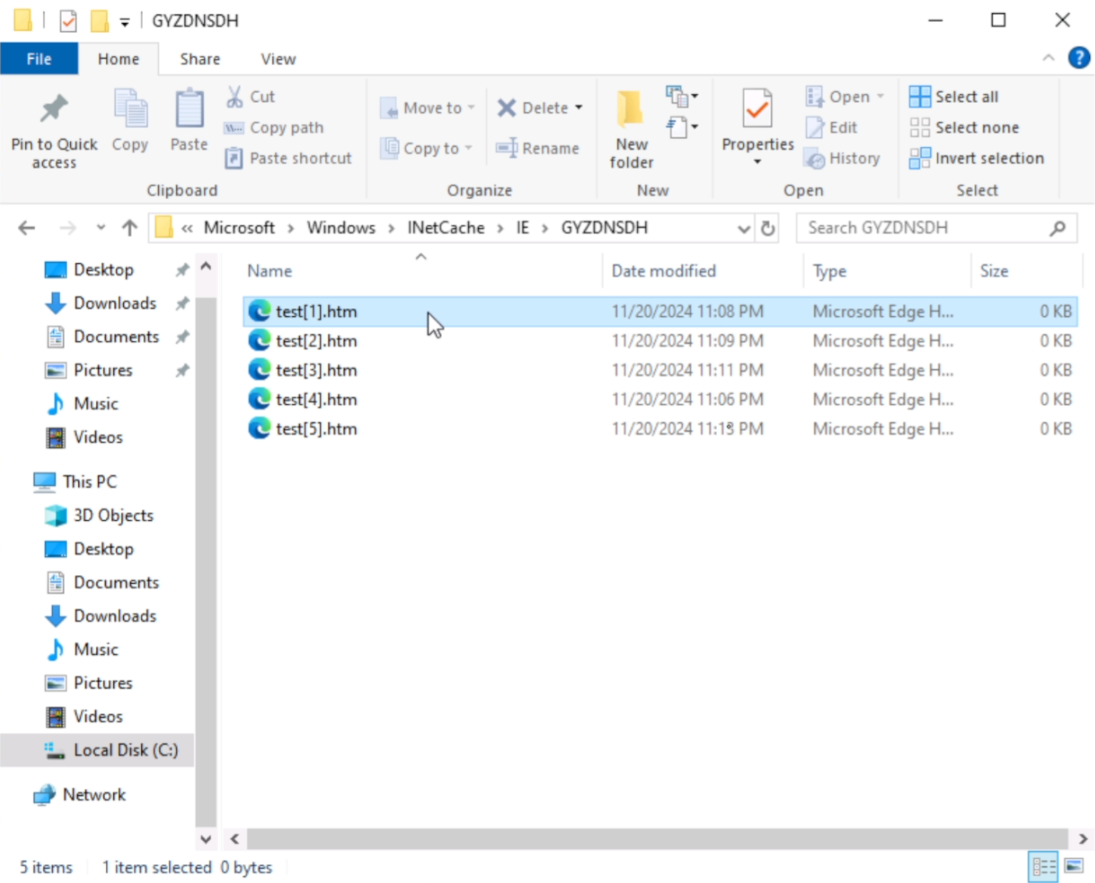 GYZDNSDH
File Home Share View
Pin to Quick access
Copy
Paste
Cut
Copy path
Paste shortcut
Clipboard
Move to
Copy to
Delete
Rename
Organize
New folder
New
Properties
Open
Edit
History
Open
Select all
Select none
Invert selection
Select
« Microsoft > Windows > INetCache > IE > GYZDNSDH
Search GYZDNSDH
Desktop
Downloads
Documents
Pictures
Music
Videos
This PC
3D Objects
Desktop
Documents
Downloads
Music
Pictures
Videos
Local Disk (C:)
Network
Name Date modified Type Size
test[1].htm 11/20/2024 11:08 PM Microsoft Edge H... 0 KB
test[2].htm 11/20/2024 11:09 PM Microsoft Edge H... 0 KB
test[3].htm 11/20/2024 11:11 PM Microsoft Edge H... 0 KB
test[4].htm 11/20/2024 11:06 PM Microsoft Edge H... 0 KB
test[5].htm 11/20/2024 PM Microsoft Edge H... 0 KB
5 items 1 item selected 0 bytes